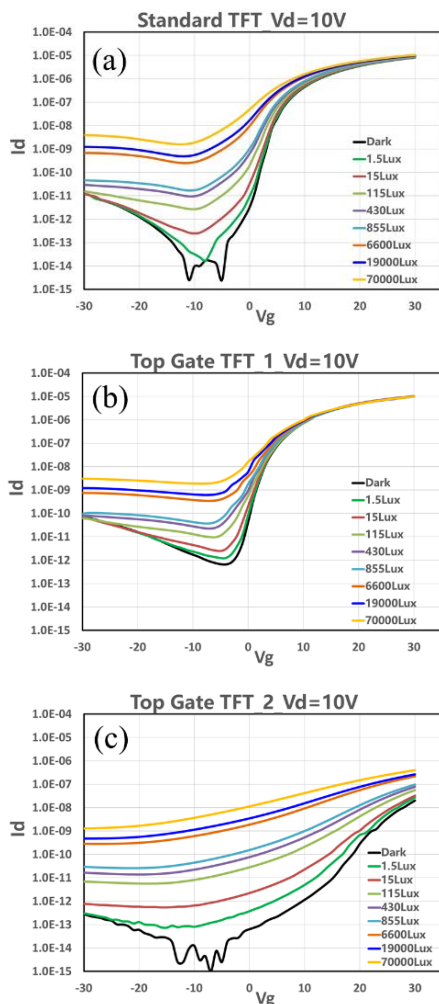 Standard TFT_Vd=10V
(a)
1.0E-04
1.0E-05
1.0E-06
1.0E-07
1.0E-08
1.0E-09
1.0E-10
1.0E-11
1.0E-12
1.0E-13
1.0E-14
1.0E-15
Id
Dark
1.5Lux
15Lux
115Lux
430Lux
855Lux
6600Lux
19000Lux
70000Lux
-30 -20 -10 0 10 20 30
Vg
Top Gate TFT_1_Vd=10V
(b)
1.0E-04
1.0E-05
1.0E-06
1.0E-07
1.0E-08
1.0E-09
1.0E-10
1.0E-11
1.0E-12
1.0E-13
1.0E-14
1.0E-15
Id
Dark
1.5Lux
15Lux
115Lux
430Lux
855Lux
6600Lux
19000Lux
70000Lux
-30 -20 -10 0 10 20 30
Vg
Top Gate TFT_2_Vd=10V
(c)
1.0E-04
1.0E-05
1.0E-06
1.0E-07
1.0E-08
1.0E-09
1.0E-10
1.0E-11
1.0E-12
1.0E-13
1.0E-14
1.0E-15
Id
Dark
1.5Lux
15Lux
115Lux
430Lux
855Lux
6600Lux
19000Lux
70000Lux
-30 -20 -10 0 10 20 30
Vg